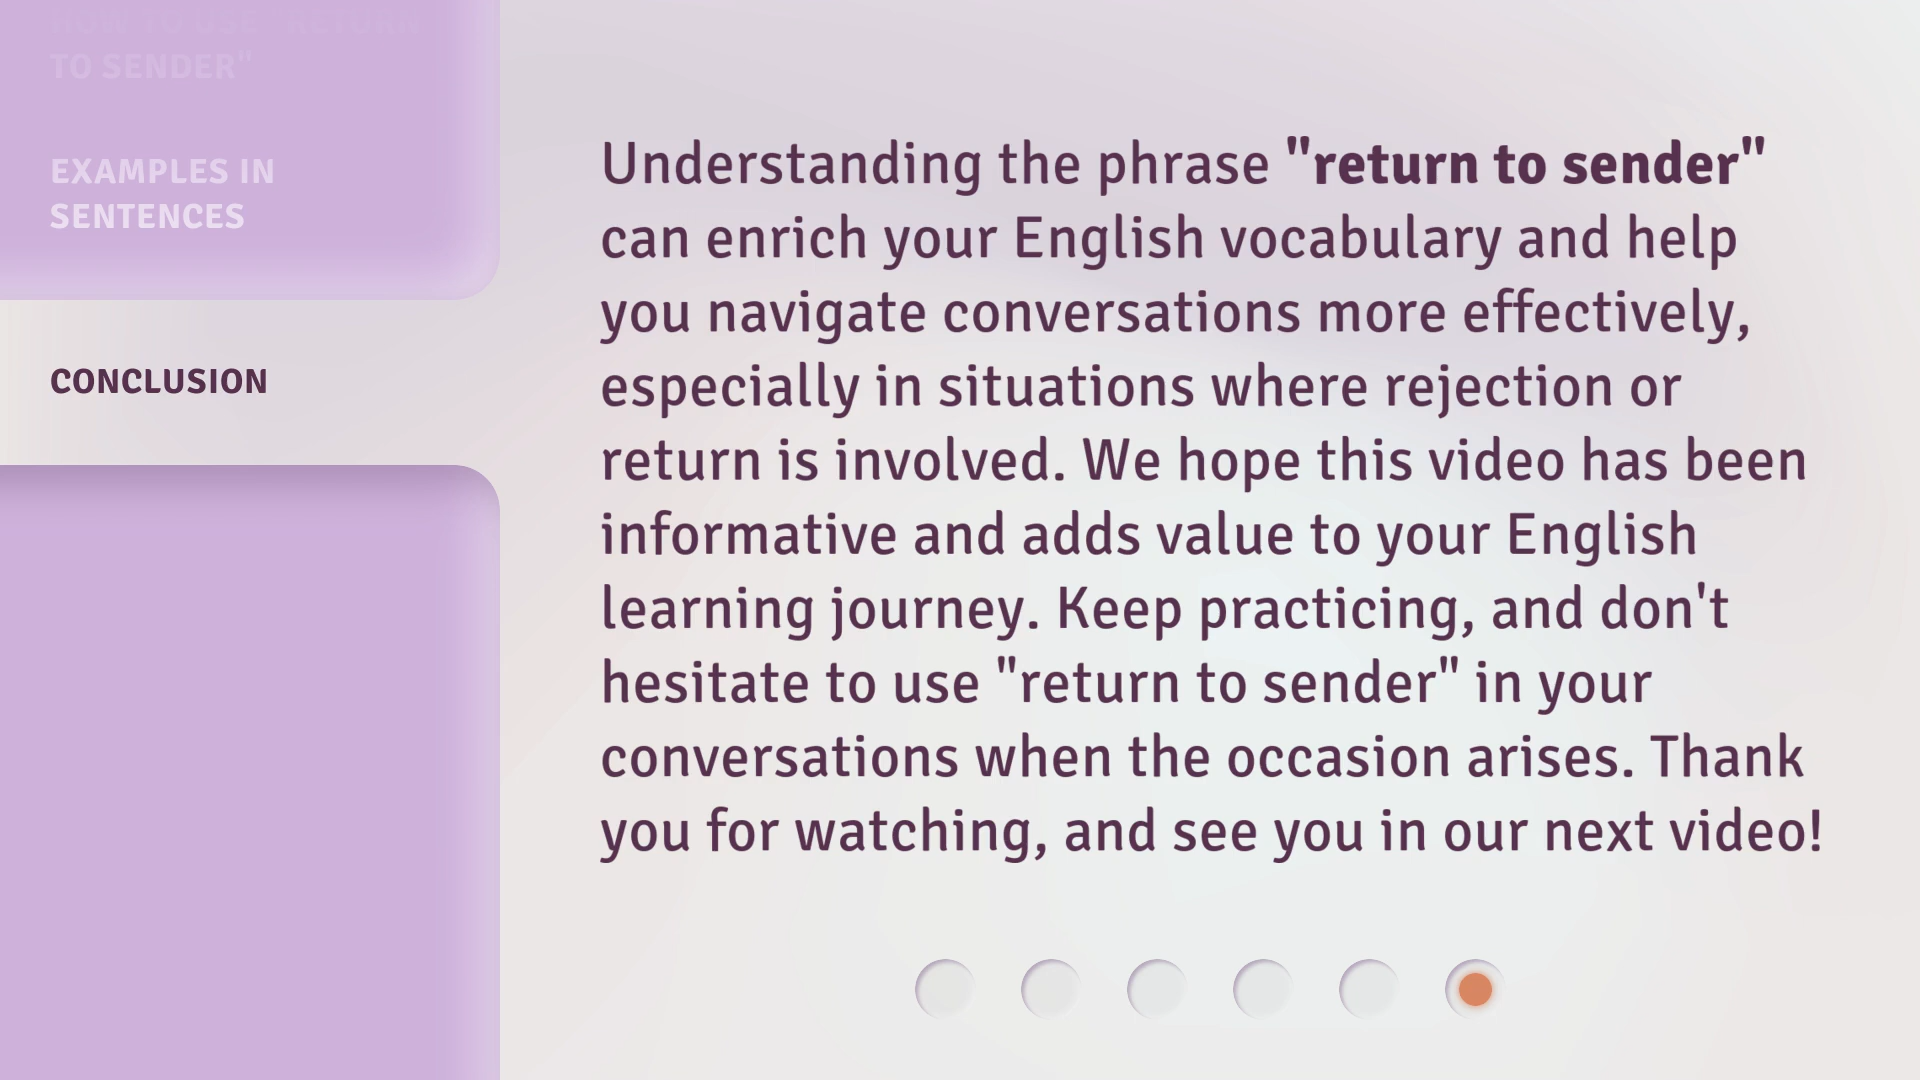 HOW TO USE "RETURN
TO SENDER"
EXAMPLES IN
SENTENCES
CONCLUSION
Understanding the phrase "return to sender"
can enrich your English vocabulary and help
you navigate conversations more effectively,
especially in situations where rejection or
return is involved. We hope this video has been
informative and adds value to your English
learning journey. Keep practicing, and don't
hesitate to use "return to sender" in your
conversations when the occasion arises. Thank
you for watching, and see you in our next video!